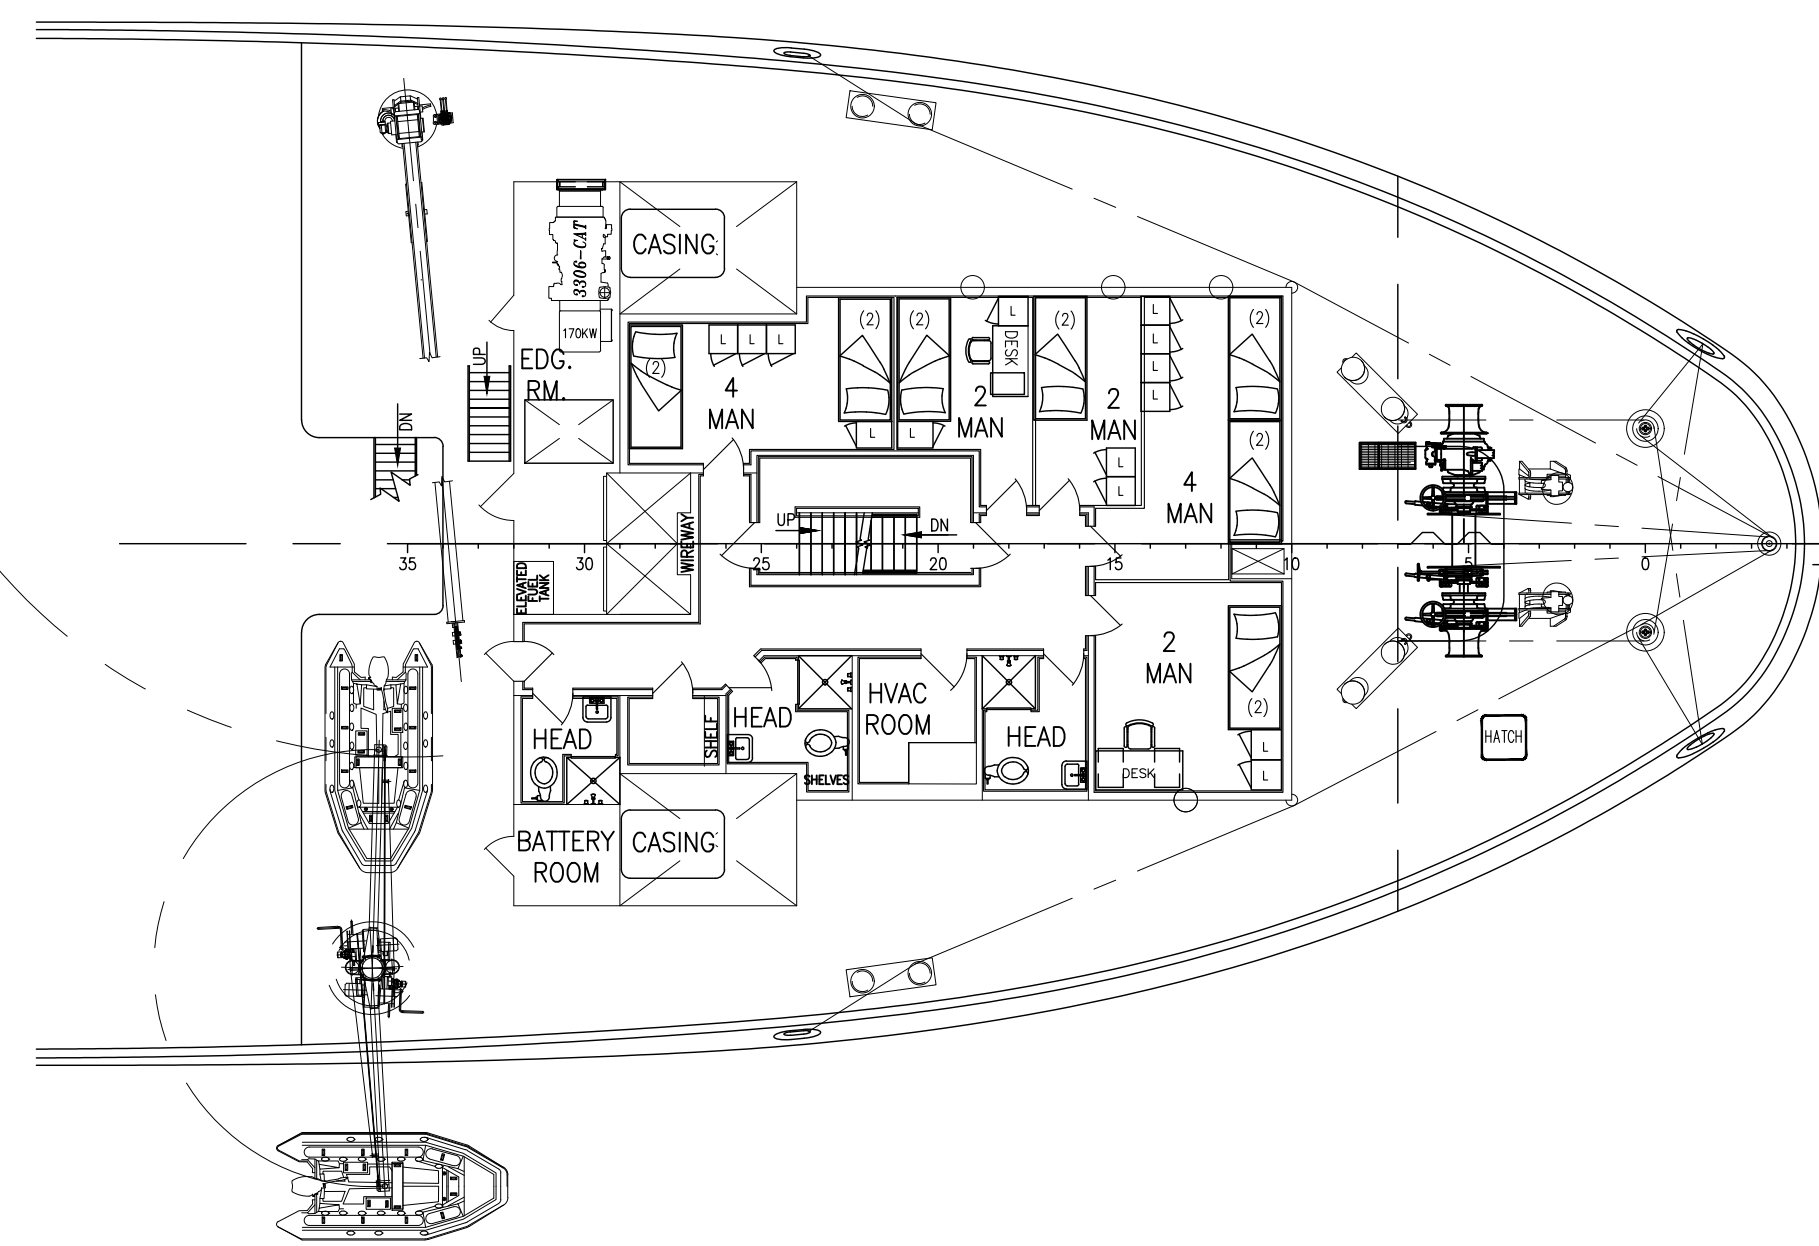 CASING
3306-CAT
170KW
EDG.
RM.
UP
DN
(2)
L
L
L
4
MAN
(2)
L
(2)
L
2
MAN
L
DESK
(2)
2
MAN
L
L
L
L
L
L
4
MAN
(2)
(2)
WIREWAY
UP
DN
35
30
25
20
15
10
5
0
ELEVATED
FUEL
TANK
HEAD
SHELF
HEAD
SHELVES
HVAC
ROOM
HEAD
2
MAN
(2)
L
L
DESK
HATCH
BATTERY
ROOM
CASING